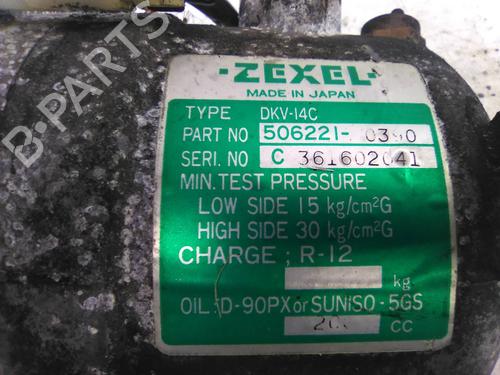 ·ZEXEL·
MADE IN JAPAN
TYPE DKV-14C
PART NO 506221-
SERI. NO C 361602041
MIN. TEST PRESSURE
LOW SIDE 15 kg/cm²G
HIGH SIDE 30 kg/cm²G
CHARGE ; R-12
kg
OIL:D-90PX or SUNiSO-5GS
CC